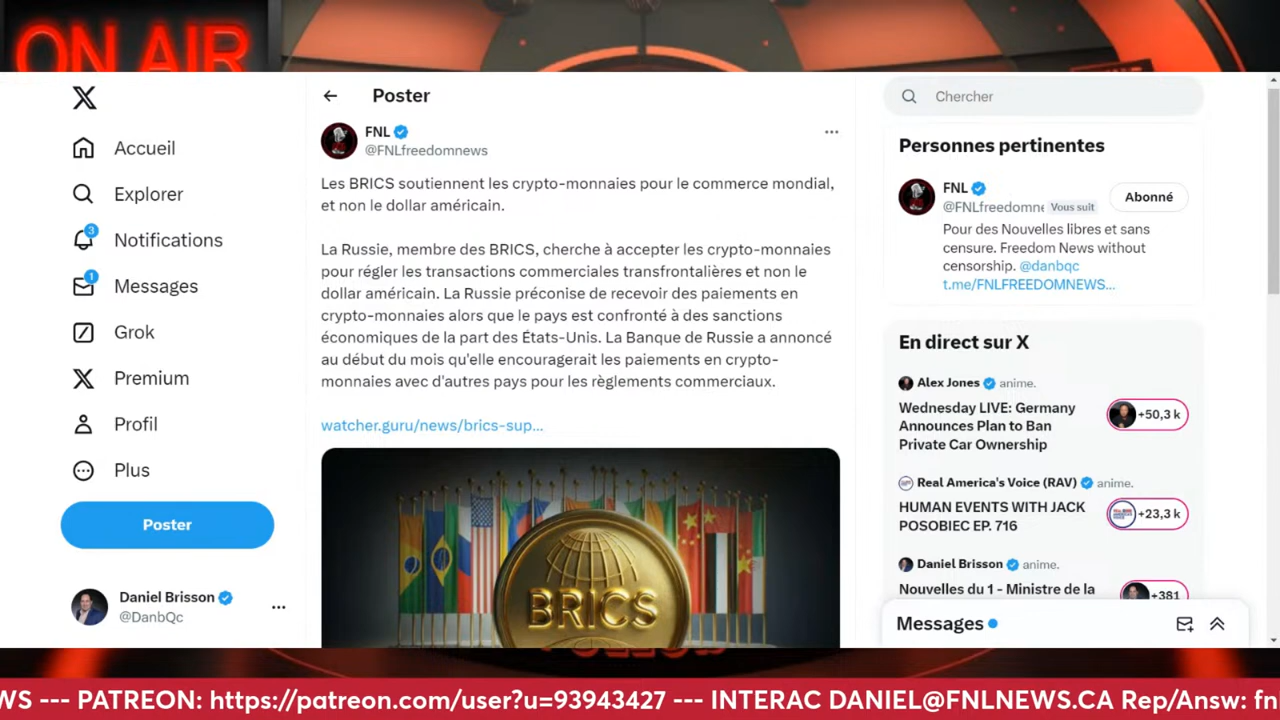 ON AIR
X
Accueil
Explorer
3
Notifications
1
Messages
Grok
Premium
Profil
Plus
Poster
Daniel Brisson
@DanbQc
Poster
FNL
@FNLfreedomnews
Les BRICS soutiennent les crypto-monnaies pour le commerce mondial,
et non le dollar américain.
La Russie, membre des BRICS, cherche à accepter les crypto-monnaies
pour régler les transactions commerciales transfrontalières et non le
dollar américain. La Russie préconise de recevoir des paiements en
crypto-monnaies alors que le pays est confronté à des sanctions
économiques de la part des États-Unis. La Banque de Russie a annoncé
au début du mois qu'elle encouragerait les paiements en crypto-
monnaies avec d'autres pays pour les règlements commerciaux.
watcher.guru/news/brics-sup...
BRICS
Chercher
Personnes pertinentes
FNL
@FNLfreedomne Vous suit
Abonné
Pour des Nouvelles libres et sans
censure. Freedom News without
censorship. @danbqc
t.me/FNLFREEDOMNEWS...
En direct sur X
Alex Jones anime.
Wednesday LIVE: Germany
Announces Plan to Ban
Private Car Ownership
+50,3 k
Real America's Voice (RAV) anime.
HUMAN EVENTS WITH JACK
POSOBIEC EP. 716
+23,3 k
Daniel Brisson anime.
Nouvelles du 1 - Ministre de la
+381
Messages
WS --- PATREON: https://patreon.com/user?u=93943427 --- INTERAC DANIEL@FNLNEWS.CA Rep/Answ: fn